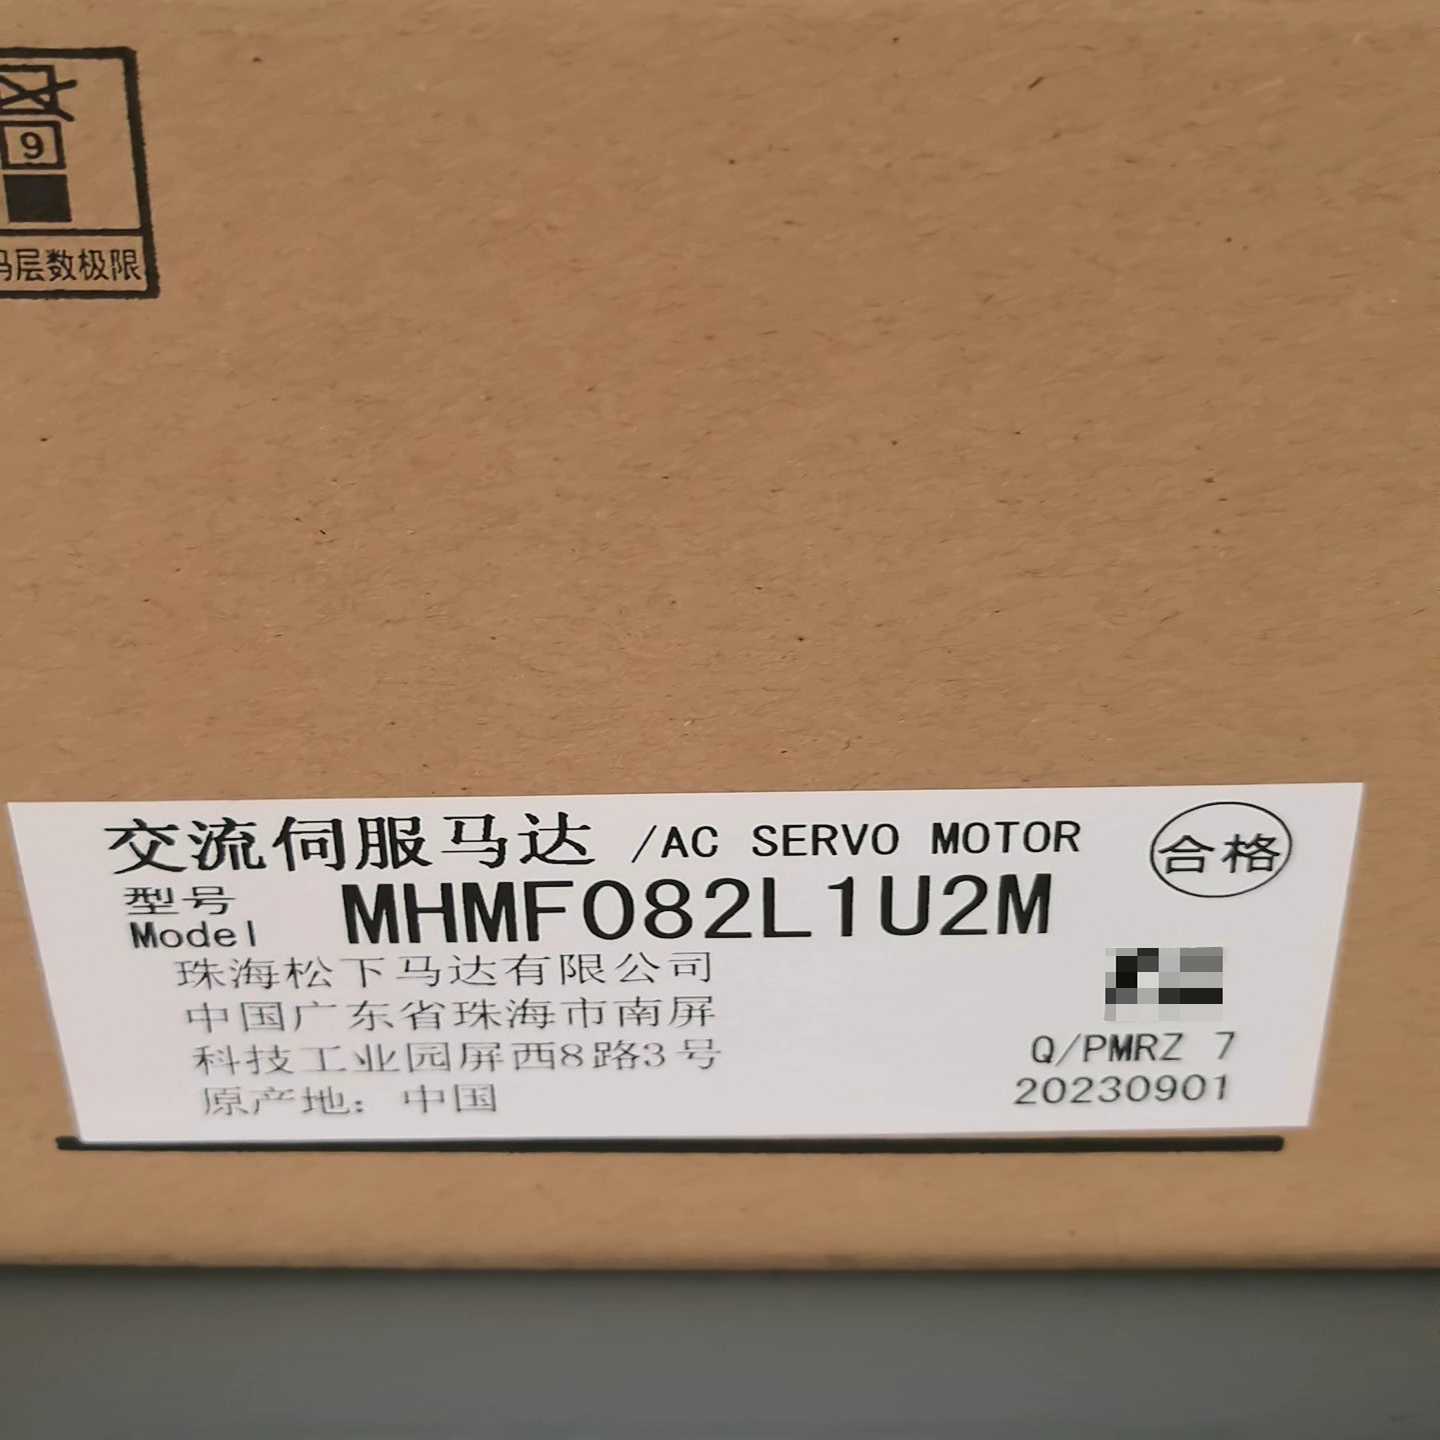 9
码层数极限
交流伺服马达 /AC SERVO MOTOR
合格
型号
Model MHMF082L1U2M
珠海松下马达有限公司
中国广东省珠海市南屏
科技工业园屏西8路3号
原产地: 中国
Q/PMRZ 7
20230901